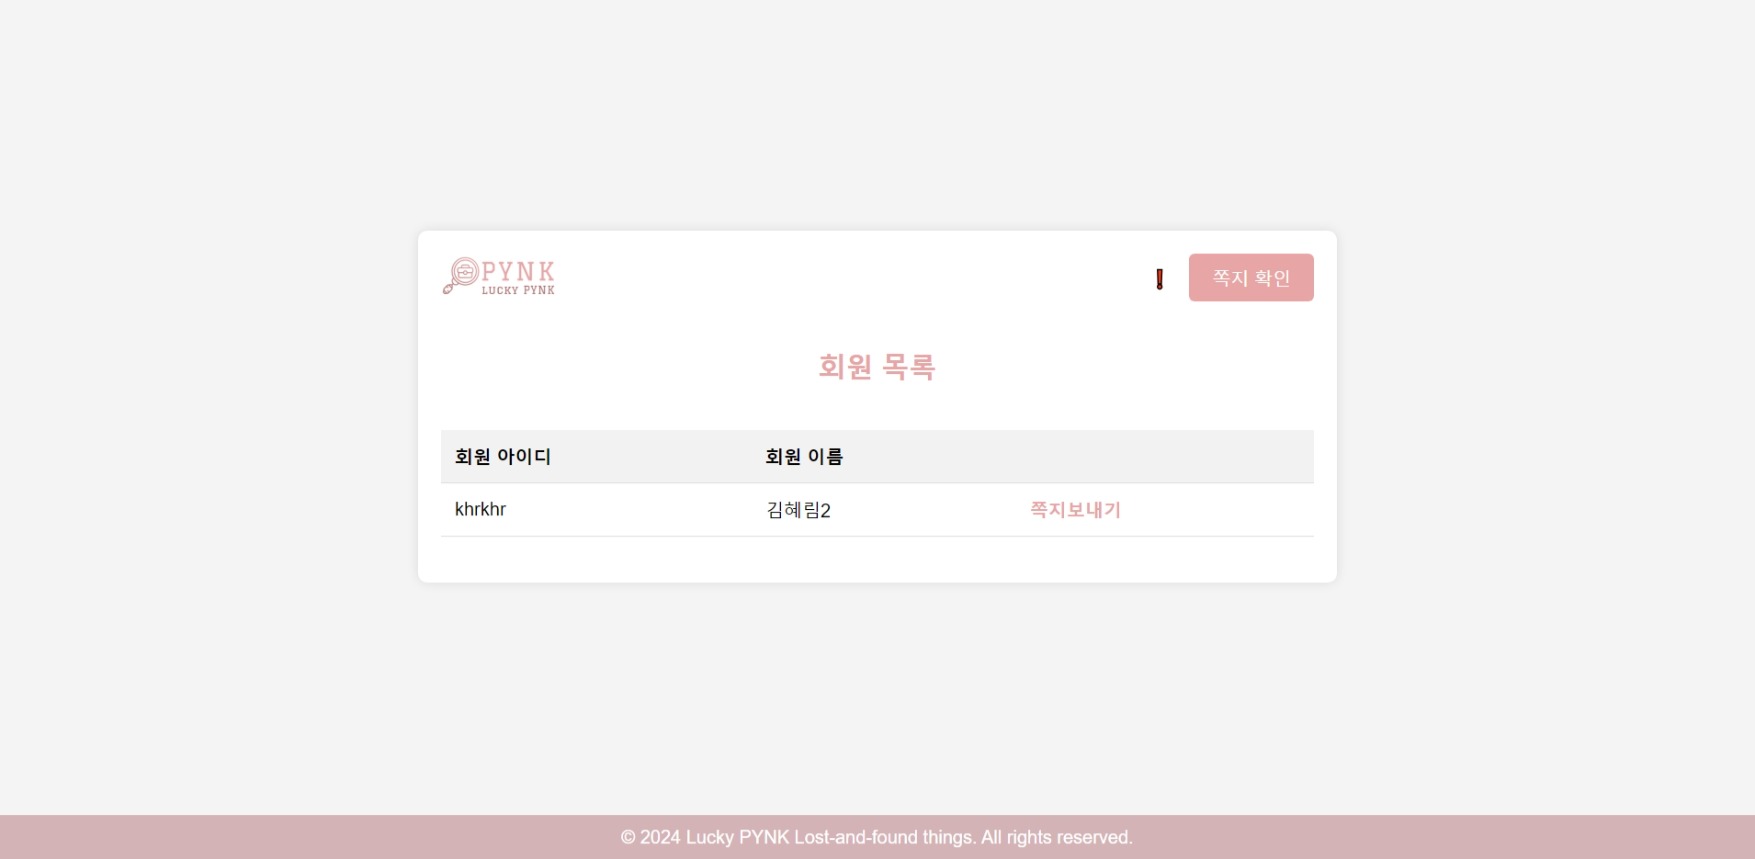 PYNK
LUCKY PYNK
❗ 쪽지 확인
회원 목록
회원 아이디 회원 이름
khrkhr 김혜림2 쪽지보내기
© 2024 Lucky PYNK Lost-and-found things. All rights reserved.